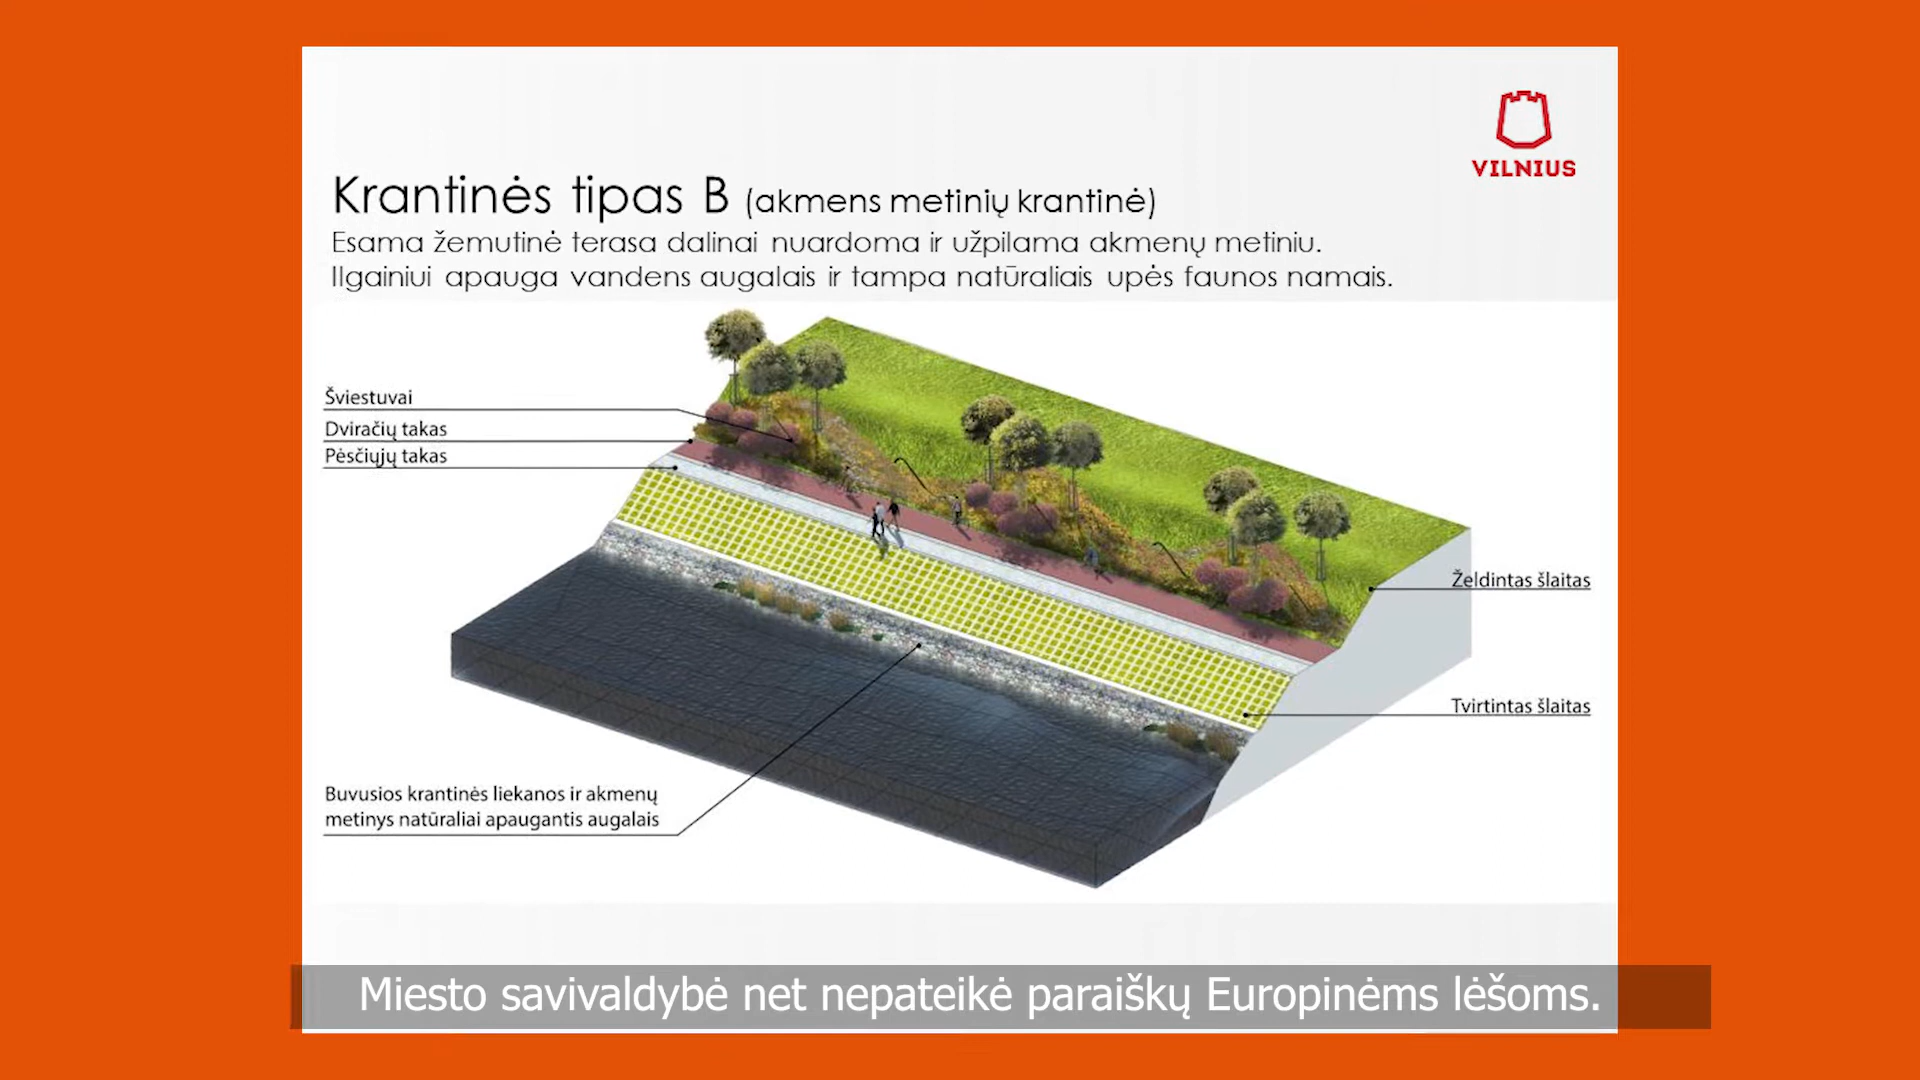 VILNIUS
Krantinės tipas B (akmens metinių krantinė)
Esama žemutinė terasa dalinai nuardoma ir užpilama akmenų metiniu.
Ilgainiui apauga vandens augalais ir tampa natūraliais upės faunos namais.
Šviestuvai
Dviračių takas
Pėsčiųjų takas
Želdintas šlaitas
Tvirtintas šlaitas
Buvusios krantinės liekanos ir akmenų
metinys natūraliai apaugantis augalais
Miesto savivaldybė net nepateikė paraiškų Europinėms lėšoms.